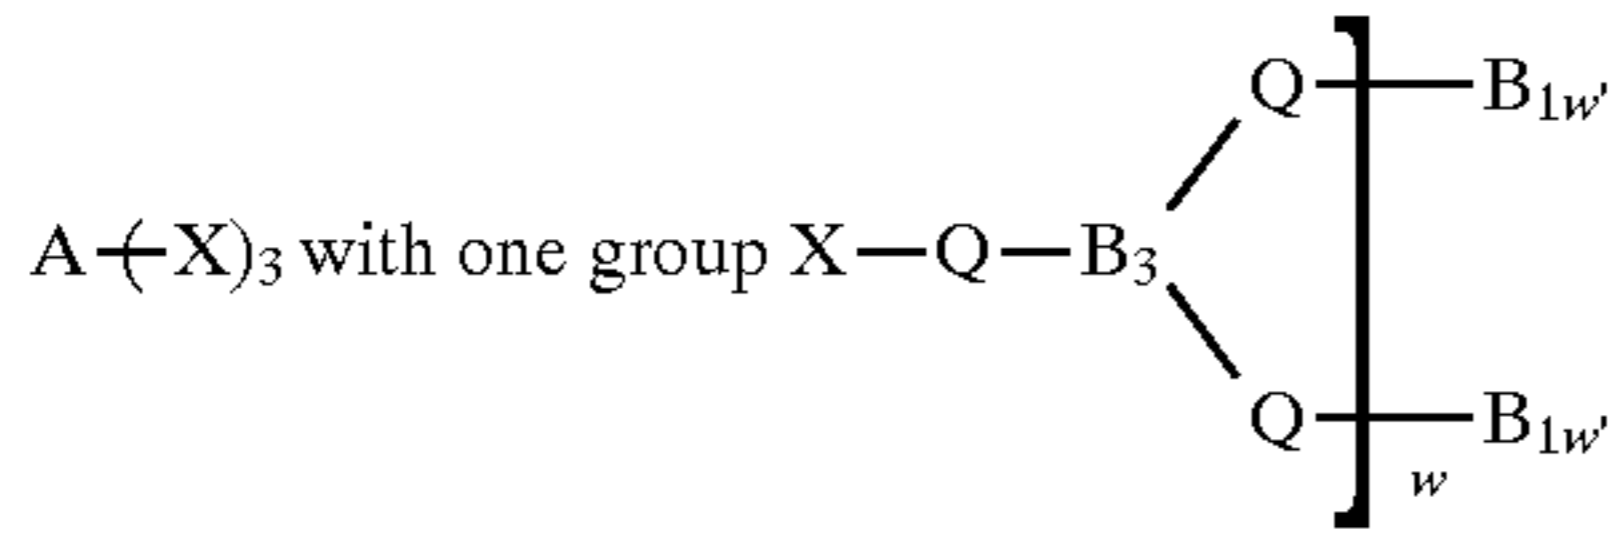 Q B1w'
A-(-X)3 with one group X—Q—B3
Q B1w'
w